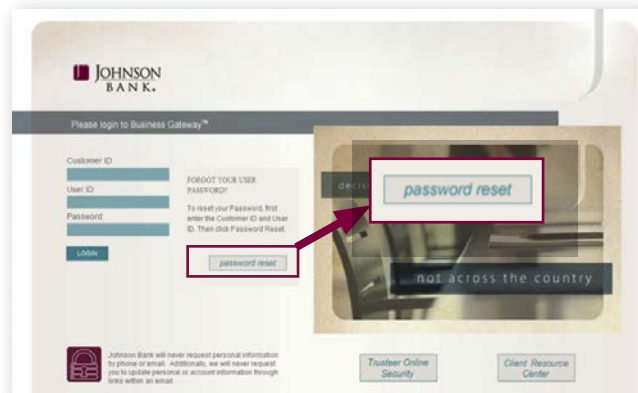 JOHNSON
BANK.
Please login to Business Gateway™
Customer ID:
User ID:
Password:
LOGIN
FORGOT YOUR USER
PASSWORD?
To reset your Password, first
enter the Customer ID and User
ID. Then click Password Reset.
password reset
decis
password reset
not across the country
Johnson Bank will never request personal information
by phone or email. Additionally, we will never request
you to update personal or account information through
links within an email.
Trusteer Online
Security
Client Resource
Center